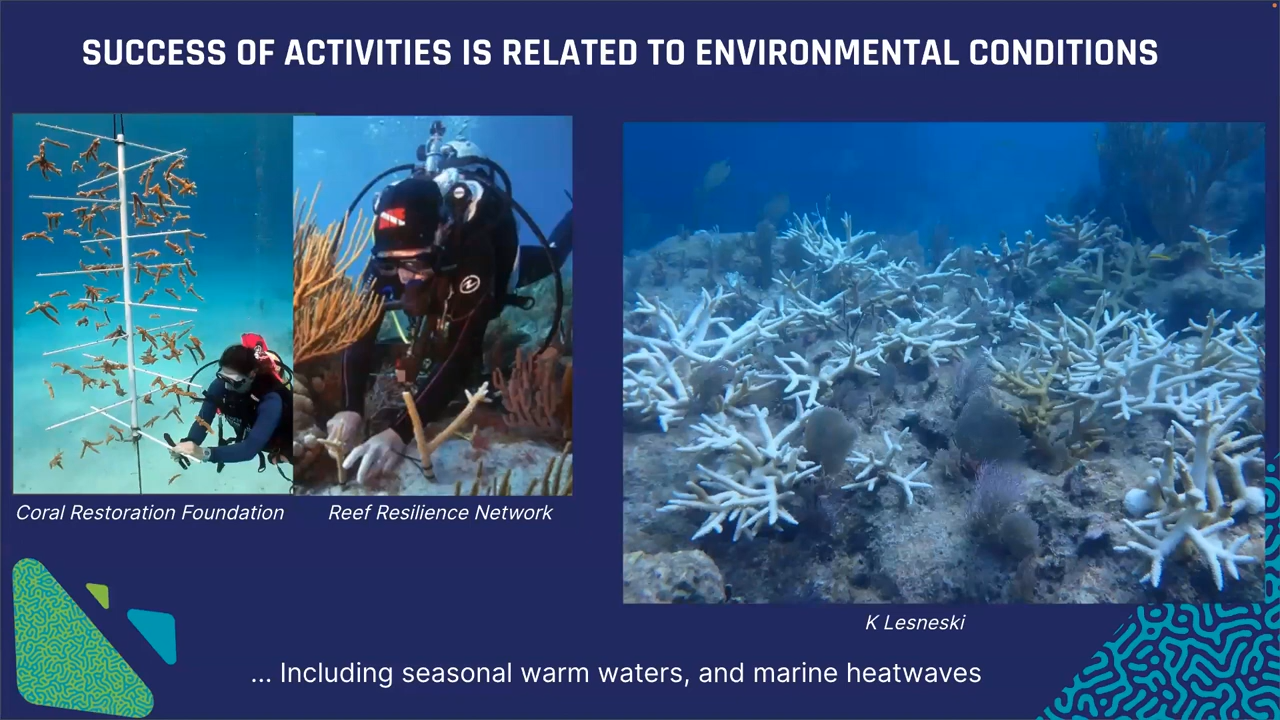 SUCCESS OF ACTIVITIES IS RELATED TO ENVIRONMENTAL CONDITIONS
Coral Restoration Foundation
Reef Resilience Network
K Lesneski
... Including seasonal warm waters, and marine heatwaves